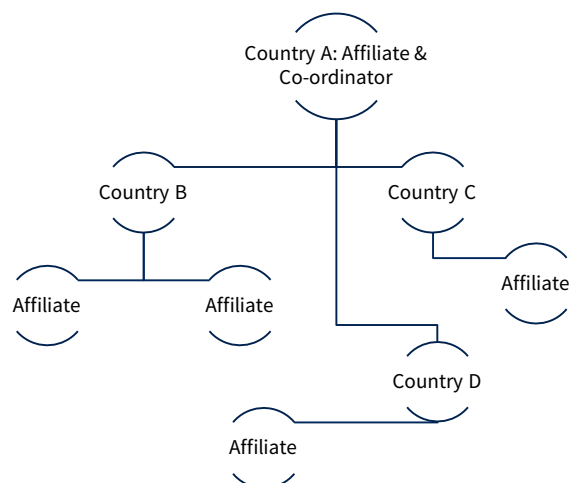 Country A: Affiliate &
Co-ordinator
Country B
Country C
Affiliate
Affiliate
Affiliate
Country D
Affiliate